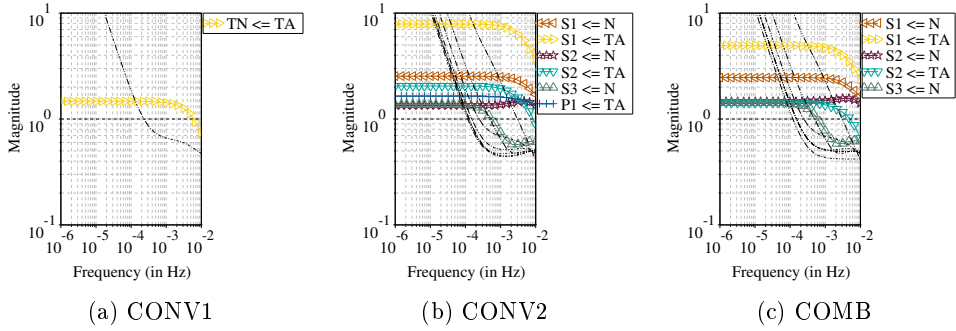 10^1
10^0
10^-1
Magnitude
10^-6
10^-5
10^-4
10^-3
10^-2
Frequency (in Hz)
TN <= TA
(a) CONV1
10^1
10^0
10^-1
Magnitude
10^-6
10^-5
10^-4
10^-3
10^-2
Frequency (in Hz)
S1 <= N
S1 <= TA
S2 <= N
S2 <= TA
S3 <= N
P1 <= TA
(b) CONV2
10^1
10^0
10^-1
Magnitude
10^-6
10^-5
10^-4
10^-3
10^-2
Frequency (in Hz)
S1 <= N
S1 <= TA
S2 <= N
S2 <= TA
S3 <= N
(c) COMB